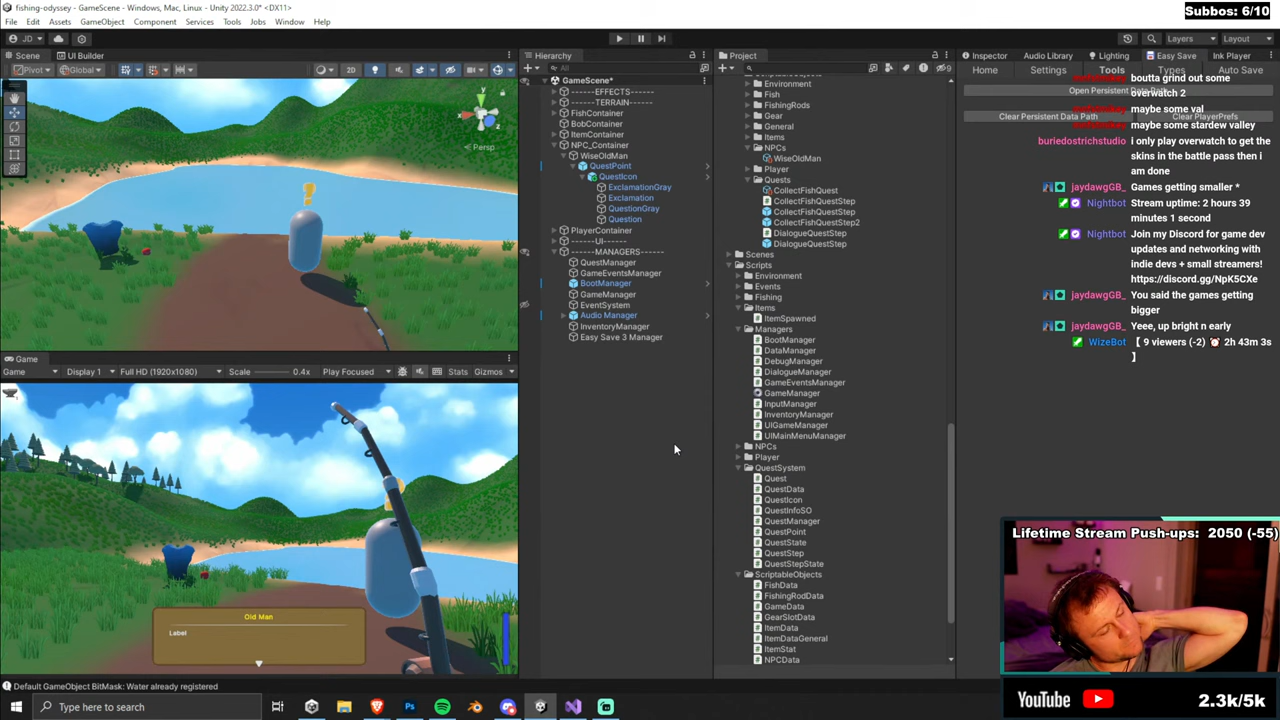 fishing-odyssey - GameScene - Windows, Mac, Linux - Unity 2022.3.0* <DX11>
Subbos: 6/10
File Edit Assets GameObject Component Services Tools Jobs Window Help
JD
Layers
Layout
Scene
UI Builder
Pivot
Global
2D
Persp
Hierarchy
All
GameScene*
------EFFECTS------
------TERRAIN------
FishContainer
BobContainer
ItemContainer
NPC_Container
WiseOldMan
QuestPoint
QuestIcon
ExclamationGray
Exclamation
QuestionGray
Question
PlayerContainer
------UI------
------MANAGERS------
QuestManager
GameEventsManager
BootManager
GameManager
EventSystem
Audio Manager
InventoryManager
Easy Save 3 Manager
Project
9
Environment
Fish
FishingRods
Gear
General
Items
NPCs
WiseOldMan
Player
Quests
CollectFishQuest
CollectFishQuestStep
CollectFishQuestStep
CollectFishQuestStep2
DialogueQuestStep
DialogueQuestStep
Scenes
Scripts
Environment
Events
Fishing
Items
ItemSpawned
Managers
BootManager
DataManager
DebugManager
DialogueManager
GameEventsManager
GameManager
InputManager
InventoryManager
UIGameManager
UIMainMenuManager
NPCs
Player
QuestSystem
Quest
QuestData
QuestIcon
QuestInfoSO
QuestManager
QuestPoint
QuestState
QuestStep
QuestStepState
ScriptableObjects
FishData
FishingRodData
GameData
GearSlotData
ItemData
ItemDataGeneral
ItemStat
NPCData
Inspector
Audio Library
Lighting
Easy Save
Ink Player
Home
Settings
Tools
Types
Auto Save
Open Persistent Data Path
Clear Persistent Data Path
Clear PlayerPrefs
boutta grind out some
overwatch 2
maybe some val
maybe some stardew valley
buriedostrichstudio i only play overwatch to get
the skins in the battle pass then i
am done
jaydawgGB_ Games getting smaller *
Nightbot Stream uptime: 2 hours 39
minutes 1 second
Nightbot Join my Discord for game dev
updates and networking with
indie devs + small streamers!
https://discord.gg/NpK5CXe
jaydawgGB_ You said the games getting
bigger
jaydawgGB_ Yeee, up bright n early
WizeBot 【 9 viewers (-2) ⏰ 2h 43m 3s
】
Game
Game
Display 1
Full HD (1920x1080)
Scale
0.4x
Play Focused
Stats
Gizmos
Old Man
Label
Default GameObject BitMask: Water already registered
Lifetime Stream Push-ups: 2050 (-55)
YouTube
2.3k/5k
Type here to search